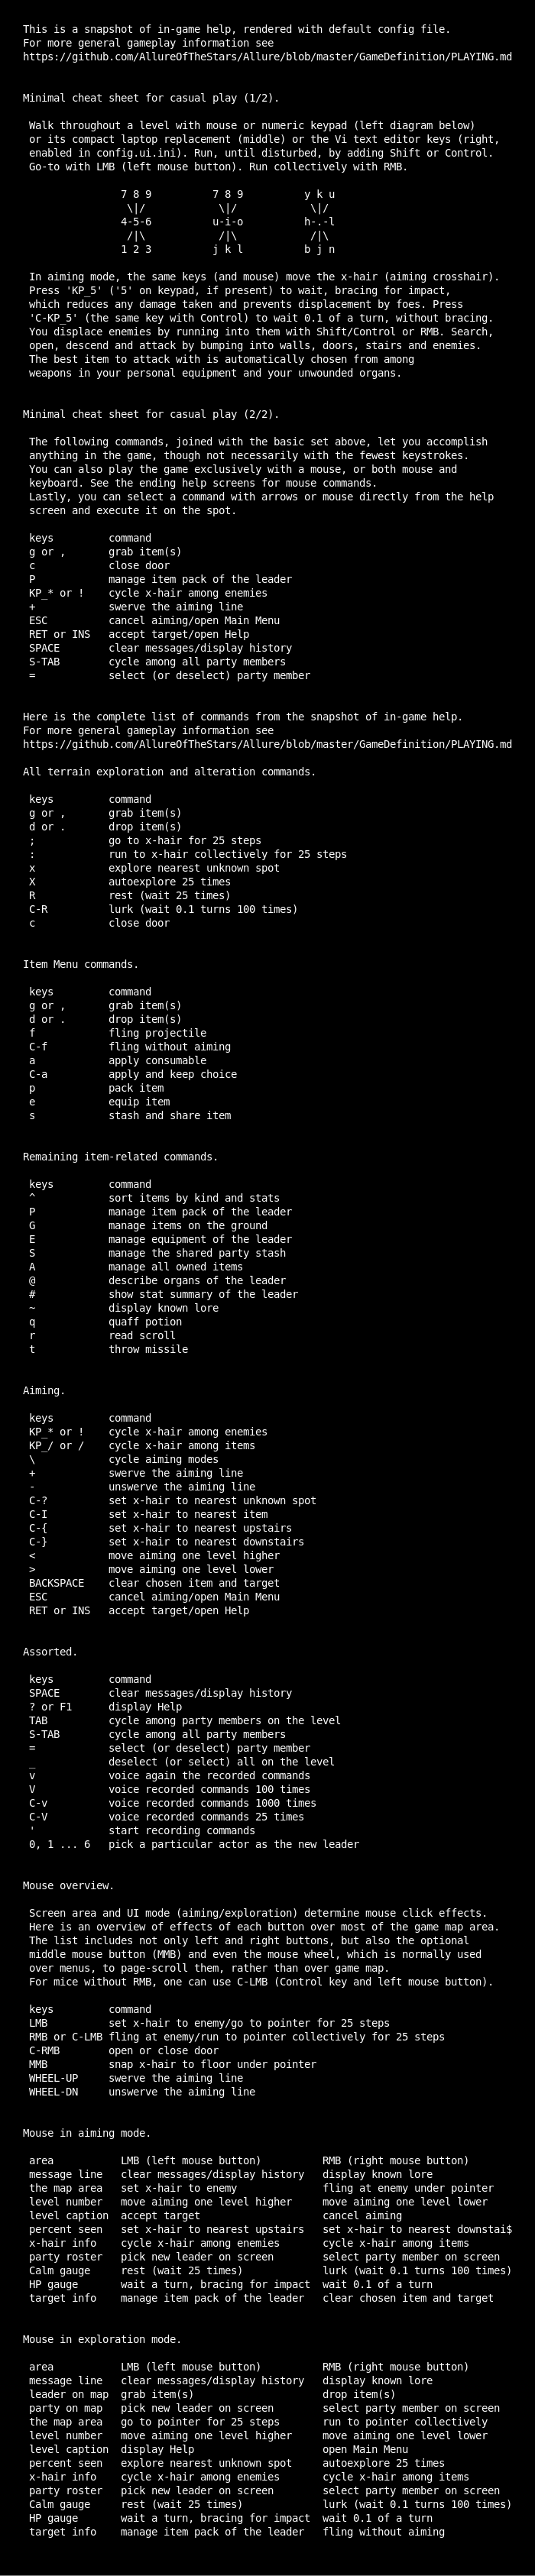 This is a snapshot of in-game help, rendered with default config file.
For more general gameplay information see
https://github.com/AllureOfTheStars/Allure/blob/master/GameDefinition/PLAYING.md
Minimal cheat sheet for casual play (1/2).
Walk throughout a level with mouse or numeric keypad (left diagram below)
or its compact laptop replacement (middle) or the Vi text editor keys (right,
enabled in config.ui.ini). Run, until disturbed, by adding Shift or Control.
Go-to with LMB (left mouse button). Run collectively with RMB.
7 8 9          7 8 9          y k u
\|/            \|/            \|/
4-5-6          u-i-o          h-.-l
/|\            /|\            /|\
1 2 3          j k l          b j n
In aiming mode, the same keys (and mouse) move the x-hair (aiming crosshair).
Press 'KP_5' ('5' on keypad, if present) to wait, bracing for impact,
which reduces any damage taken and prevents displacement by foes. Press
'C-KP_5' (the same key with Control) to wait 0.1 of a turn, without bracing.
You displace enemies by running into them with Shift/Control or RMB. Search,
open, descend and attack by bumping into walls, doors, stairs and enemies.
The best item to attack with is automatically chosen from among
weapons in your personal equipment and your unwounded organs.
Minimal cheat sheet for casual play (2/2).
The following commands, joined with the basic set above, let you accomplish
anything in the game, though not necessarily with the fewest keystrokes.
You can also play the game exclusively with a mouse, or both mouse and
keyboard. See the ending help screens for mouse commands.
Lastly, you can select a command with arrows or mouse directly from the help
screen and execute it on the spot.
keys         command
g or ,       grab item(s)
c            close door
P            manage item pack of the leader
KP_* or !    cycle x-hair among enemies
+            swerve the aiming line
ESC          cancel aiming/open Main Menu
RET or INS   accept target/open Help
SPACE        clear messages/display history
S-TAB        cycle among all party members
=            select (or deselect) party member
Here is the complete list of commands from the snapshot of in-game help.
For more general gameplay information see
https://github.com/AllureOfTheStars/Allure/blob/master/GameDefinition/PLAYING.md
All terrain exploration and alteration commands.
keys         command
g or ,       grab item(s)
d or .       drop item(s)
;            go to x-hair for 25 steps
:            run to x-hair collectively for 25 steps
x            explore nearest unknown spot
X            autoexplore 25 times
R            rest (wait 25 times)
C-R          lurk (wait 0.1 turns 100 times)
c            close door
Item Menu commands.
keys         command
g or ,       grab item(s)
d or .       drop item(s)
f            fling projectile
C-f          fling without aiming
a            apply consumable
C-a          apply and keep choice
p            pack item
e            equip item
s            stash and share item
Remaining item-related commands.
keys         command
^            sort items by kind and stats
P            manage item pack of the leader
G            manage items on the ground
E            manage equipment of the leader
S            manage the shared party stash
A            manage all owned items
@            describe organs of the leader
#            show stat summary of the leader
~            display known lore
q            quaff potion
r            read scroll
t            throw missile
Aiming.
keys         command
KP_* or !    cycle x-hair among enemies
KP_/ or /    cycle x-hair among items
\            cycle aiming modes
+            swerve the aiming line
-            unswerve the aiming line
C-?          set x-hair to nearest unknown spot
C-I          set x-hair to nearest item
C-{          set x-hair to nearest upstairs
C-}          set x-hair to nearest downstairs
<            move aiming one level higher
>            move aiming one level lower
BACKSPACE    clear chosen item and target
ESC          cancel aiming/open Main Menu
RET or INS   accept target/open Help
Assorted.
keys         command
SPACE        clear messages/display history
? or F1      display Help
TAB          cycle among party members on the level
S-TAB        cycle among all party members
=            select (or deselect) party member
_            deselect (or select) all on the level
v            voice again the recorded commands
V            voice recorded commands 100 times
C-v          voice recorded commands 1000 times
C-V          voice recorded commands 25 times
'            start recording commands
0, 1 ... 6   pick a particular actor as the new leader
Mouse overview.
Screen area and UI mode (aiming/exploration) determine mouse click effects.
Here is an overview of effects of each button over most of the game map area.
The list includes not only left and right buttons, but also the optional
middle mouse button (MMB) and even the mouse wheel, which is normally used
over menus, to page-scroll them, rather than over game map.
For mice without RMB, one can use C-LMB (Control key and left mouse button).
keys         command
LMB          set x-hair to enemy/go to pointer for 25 steps
RMB or C-LMB fling at enemy/run to pointer collectively for 25 steps
C-RMB        open or close door
MMB          snap x-hair to floor under pointer
WHEEL-UP     swerve the aiming line
WHEEL-DN     unswerve the aiming line
Mouse in aiming mode.
area           LMB (left mouse button)          RMB (right mouse button)
message line   clear messages/display history   display known lore
the map area   set x-hair to enemy              fling at enemy under pointer
level number   move aiming one level higher     move aiming one level lower
level caption  accept target                    cancel aiming
percent seen   set x-hair to nearest upstairs   set x-hair to nearest downstai$
x-hair info    cycle x-hair among enemies       cycle x-hair among items
party roster   pick new leader on screen        select party member on screen
Calm gauge     rest (wait 25 times)             lurk (wait 0.1 turns 100 times)
HP gauge       wait a turn, bracing for impact  wait 0.1 of a turn
target info    manage item pack of the leader   clear chosen item and target
Mouse in exploration mode.
area           LMB (left mouse button)          RMB (right mouse button)
message line   clear messages/display history   display known lore
leader on map  grab item(s)                     drop item(s)
party on map   pick new leader on screen        select party member on screen
the map area   go to pointer for 25 steps       run to pointer collectively
level number   move aiming one level higher     move aiming one level lower
level caption  display Help                     open Main Menu
percent seen   explore nearest unknown spot     autoexplore 25 times
x-hair info    cycle x-hair among enemies       cycle x-hair among items
party roster   pick new leader on screen        select party member on screen
Calm gauge     rest (wait 25 times)             lurk (wait 0.1 turns 100 times)
HP gauge       wait a turn, bracing for impact  wait 0.1 of a turn
target info    manage item pack of the leader   fling without aiming